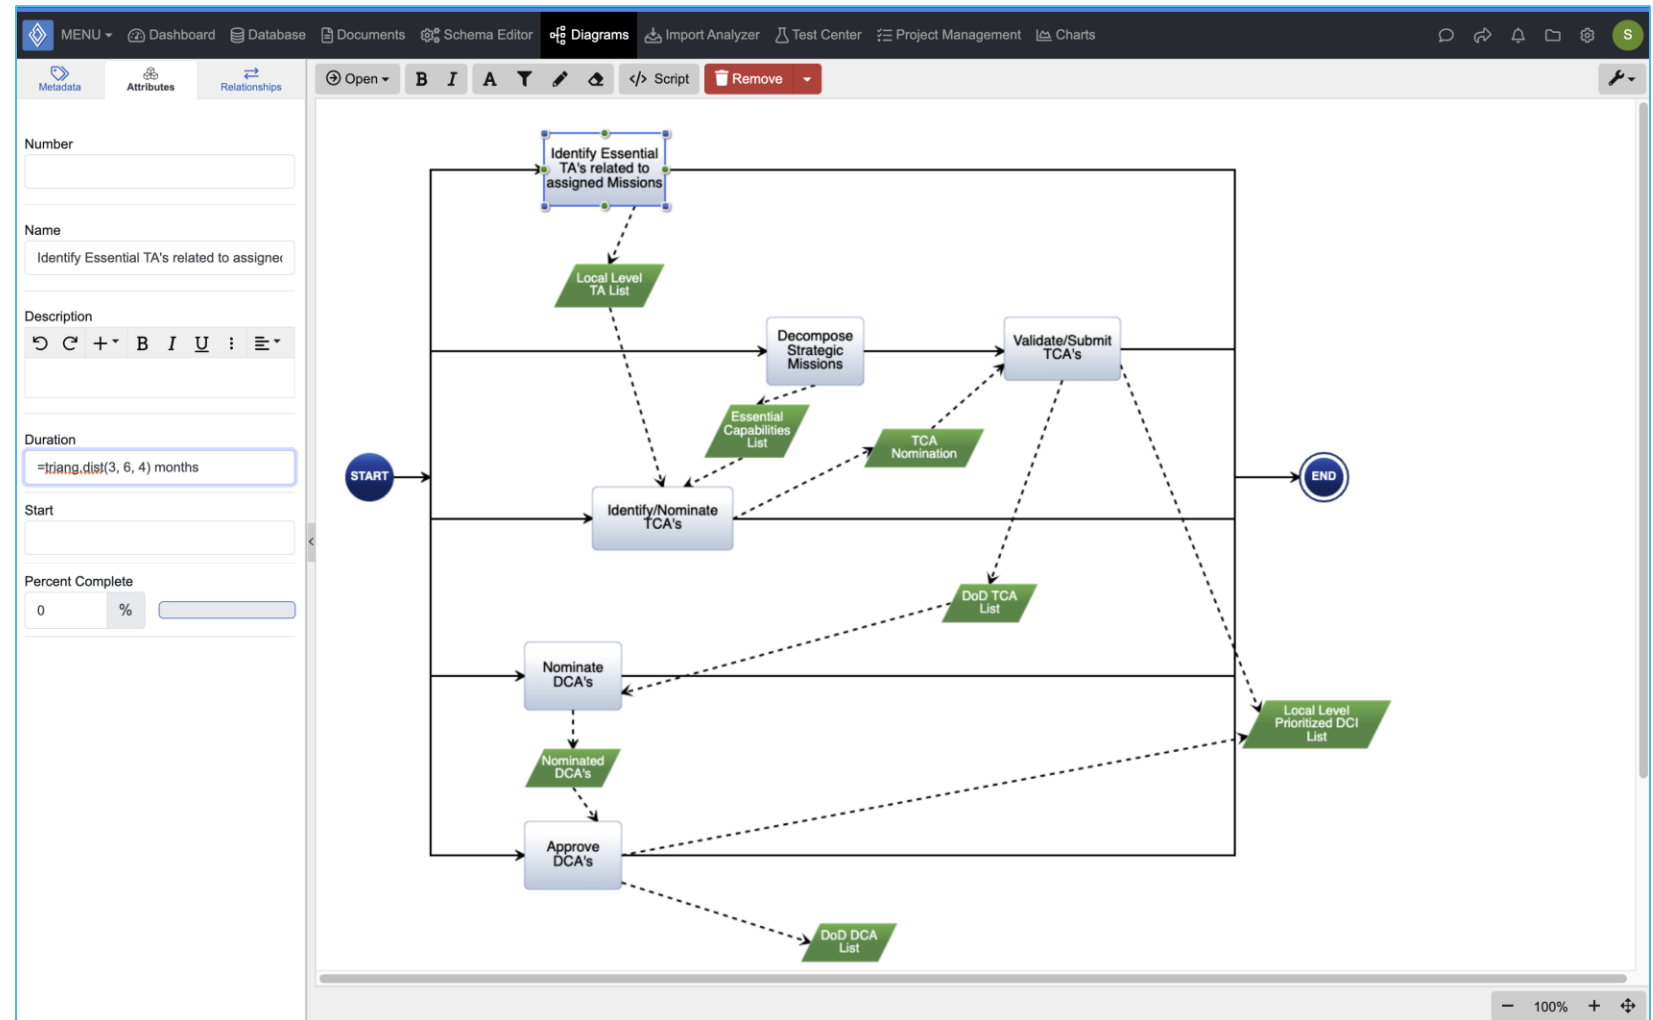 MENU Dashboard Database Documents Schema Editor Diagrams Import Analyzer Test Center Project Management Charts S
Metadata Attributes Relationships
Open B I A </> Script Remove
Number
Name
Identify Essential TA's related to assigned
Description
B I U
Duration
=triang.dist(3, 6, 4) months
Start
Percent Complete
0 %
Identify Essential
TA's related to
assigned Missions
Local Level
TA List
Decompose
Strategic
Missions
Validate/Submit
TCA's
Essential
Capabilities
List
TCA
Nomination
START
END
Identify/Nominate
TCA's
DoD TCA
List
Nominate
DCA's
Local Level
Prioritized DCI
List
Nominated
DCA's
Approve
DCA's
DoD DCA
List
100%